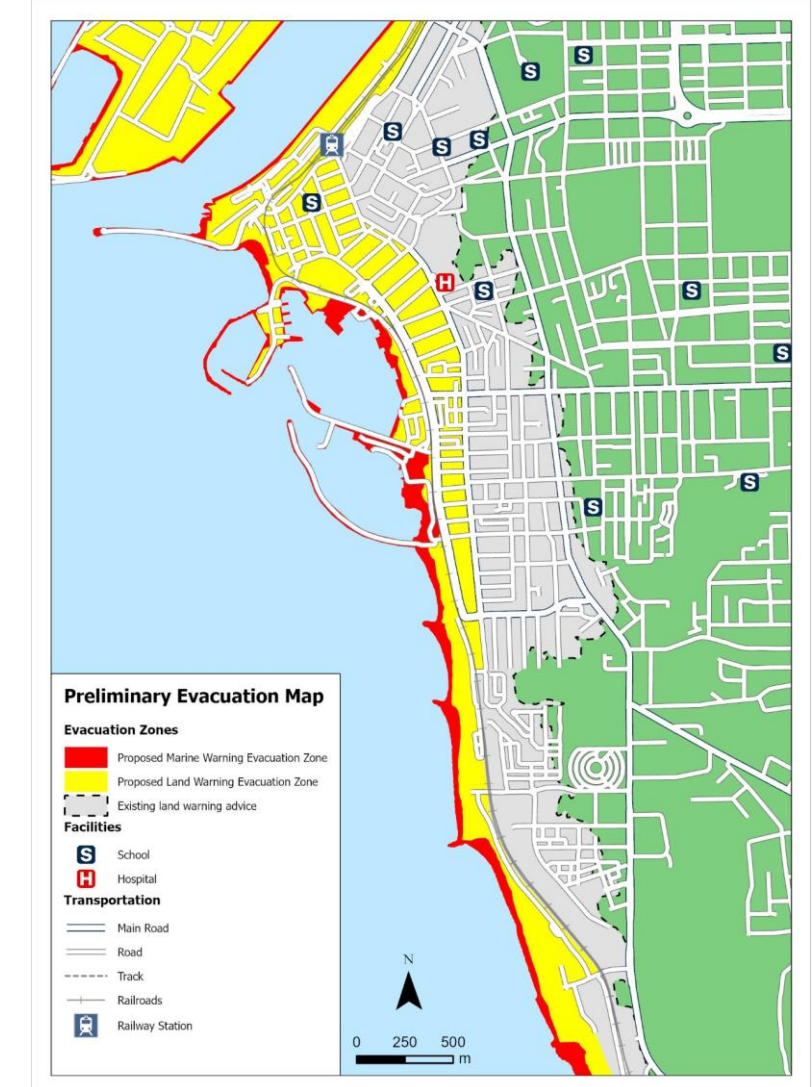 S
S
S
S
S
S
H
S
S
S
S
S
Preliminary Evacuation Map
Evacuation Zones
Proposed Marine Warning Evacuation Zone
Proposed Land Warning Evacuation Zone
Existing land warning advice
Facilities
S School
H Hospital
Transportation
Main Road
Road
Track
Railroads
Railway Station
N
0 250 500
m